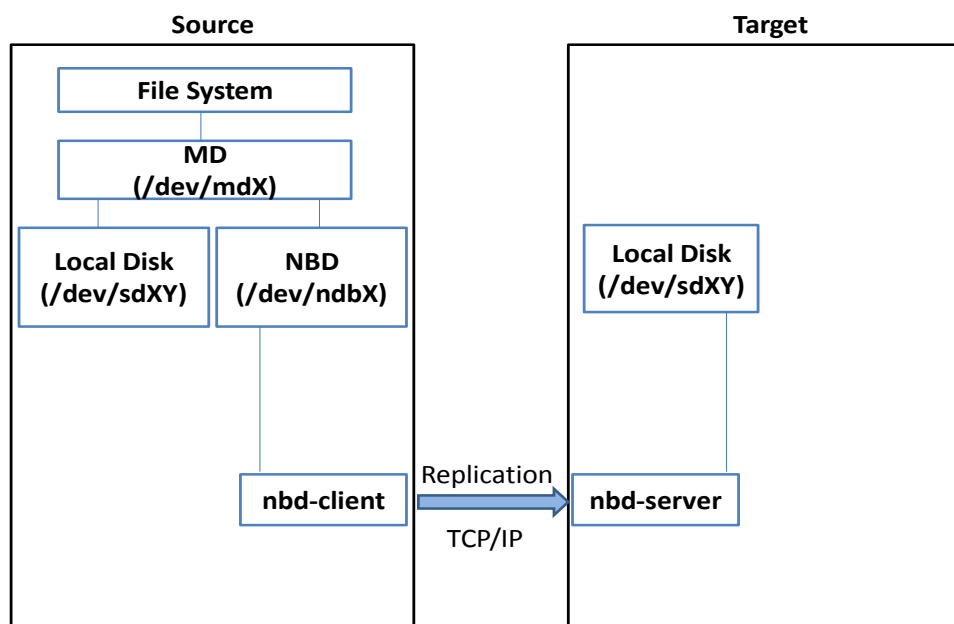 Source
Target
File System
MD
(/dev/mdX)
Local Disk
(/dev/sdXY)
NBD
(/dev/ndbX)
Local Disk
(/dev/sdXY)
nbd-client
Replication
TCP/IP
nbd-server